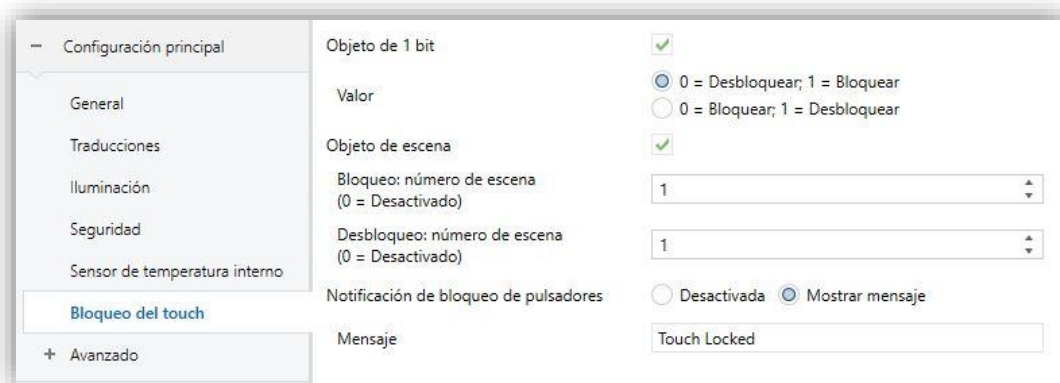 Configuración principal
General
Traducciones
Iluminación
Seguridad
Sensor de temperatura interno
Bloqueo del touch
Avanzado
Objeto de 1 bit
Valor
0 = Desbloquear; 1 = Bloquear
0 = Bloquear; 1 = Desbloquear
Objeto de escena
Bloqueo: número de escena
(0 = Desactivado)
1
Desbloqueo: número de escena
(0 = Desactivado)
1
Notificación de bloqueo de pulsadores
Desactivada
Mostrar mensaje
Mensaje
Touch Locked